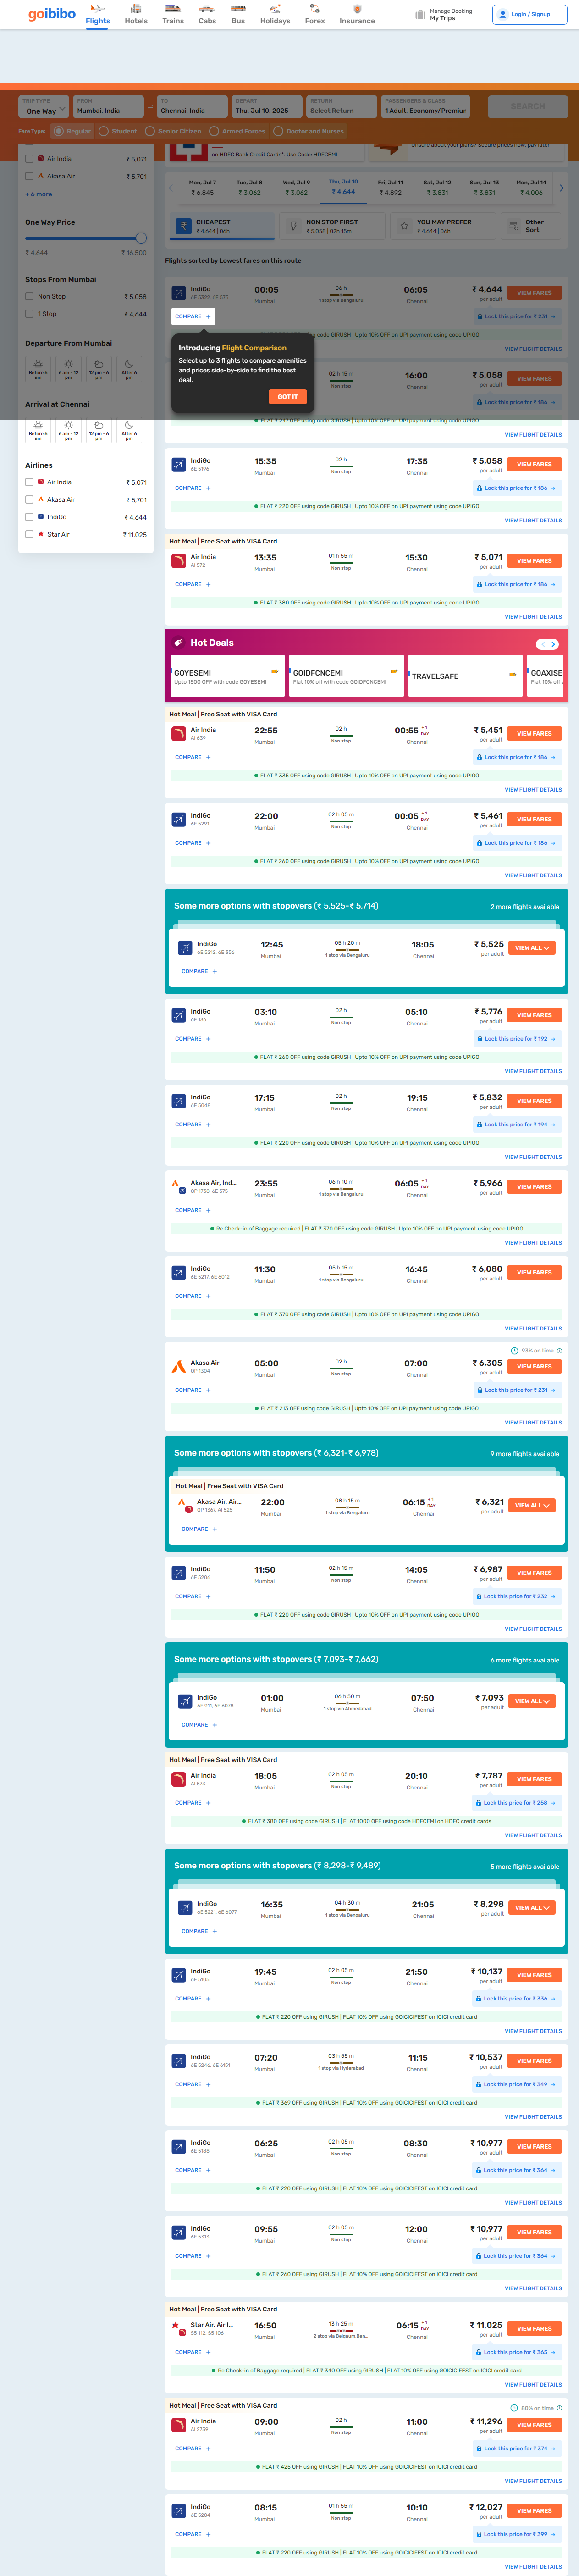 goibibo
Flights
Hotels
Trains
Cabs
Bus
Holidays
Forex
Insurance
Manage Booking
My Trips
Login / Signup
TRIP TYPE
One Way
FROM
Mumbai, India
TO
Chennai, India
DEPART
Thu, Jul 10, 2025
RETURN
Select Return
PASSENGERS & CLASS
1 Adult, Economy/Premiun
SEARCH
Fare Type:
Regular
Student
Senior Citizen
Armed Forces
Doctor and Nurses
Air India ₹ 5,071
Akasa Air ₹ 5,701
+ 6 more
One Way Price
₹ 4,644 ₹ 16,500
Stops From Mumbai
Non Stop ₹ 5,058
1 Stop ₹ 4,644
Departure From Mumbai
Before 6 am
6 am - 12 pm
12 pm - 6 pm
After 6 pm
Arrival at Chennai
Before 6 am
6 am - 12 pm
12 pm - 6 pm
After 6 pm
Airlines
Air India ₹ 5,071
Akasa Air ₹ 5,701
IndiGo ₹ 4,644
Star Air ₹ 11,025
on HDFC Bank Credit Cards*. Use Code: HDFCEMI
Unsure about your plans? Secure prices now, pay later
Mon, Jul 7
₹ 6,845
Tue, Jul 8
₹ 3,062
Wed, Jul 9
₹ 3,062
Thu, Jul 10
₹ 4,644
Fri, Jul 11
₹ 4,892
Sat, Jul 12
₹ 3,831
Sun, Jul 13
₹ 3,831
Mon, Jul 14
₹ 4,006
CHEAPEST
₹ 4,644 | 06h
NON STOP FIRST
₹ 5,058 | 02h 15m
YOU MAY PREFER
₹ 4,644 | 06h
Other
Sort
Flights sorted by Lowest fares on this route
IndiGo 00:05 06 h 06:05 ₹ 4,644 VIEW FARES
6E 5325, 6E 575 Mumbai 1 stop via Bengaluru Chennai per adult
COMPARE + Lock this price for ₹ 231 →
code GIRUSH | Upto 10% OFF on UPI payment using code UPIGO
VIEW FLIGHT DETAILS
Introducing Flight Comparison
Select up to 3 flights to compare amenities
and prices side-by-side to find the best
deal.
GOT IT
02 h 15 m 16:00 ₹ 5,058 VIEW FARES
Non stop Chennai per adult
Lock this price for ₹ 186 →
FLAT ₹ 247 OFF using code GIRUSH | Upto 10% OFF on UPI payment using code UPIGO
VIEW FLIGHT DETAILS
IndiGo 15:35 02 h 17:35 ₹ 5,058 VIEW FARES
6E 5196 Mumbai Non stop Chennai per adult
COMPARE + Lock this price for ₹ 186 →
FLAT ₹ 220 OFF using code GIRUSH | Upto 10% OFF on UPI payment using code UPIGO
VIEW FLIGHT DETAILS
Hot Meal | Free Seat with VISA Card
Air India 13:35 01 h 55 m 15:30 ₹ 5,071 VIEW FARES
AI 572 Mumbai Non stop Chennai per adult
COMPARE + Lock this price for ₹ 186 →
FLAT ₹ 380 OFF using code GIRUSH | Upto 10% OFF on UPI payment using code UPIGO
VIEW FLIGHT DETAILS
Hot Deals
GOYESEMI
Upto 1500 OFF with code GOYESEMI
GOIDFCNCEMI
Flat 10% off with code GOIDFCNCEMI
TRAVELSAFE
GOAXISE
Flat 10% off
Hot Meal | Free Seat with VISA Card
Air India 22:55 02 h 00:55 +1 DAY ₹ 5,451 VIEW FARES
AI 639 Mumbai Non stop Chennai per adult
COMPARE + Lock this price for ₹ 186 →
FLAT ₹ 335 OFF using code GIRUSH | Upto 10% OFF on UPI payment using code UPIGO
VIEW FLIGHT DETAILS
IndiGo 22:00 02 h 05 m 00:05 +1 DAY ₹ 5,461 VIEW FARES
6E 5291 Mumbai Non stop Chennai per adult
COMPARE + Lock this price for ₹ 186 →
FLAT ₹ 260 OFF using code GIRUSH | Upto 10% OFF on UPI payment using code UPIGO
VIEW FLIGHT DETAILS
Some more options with stopovers (₹ 5,525-₹ 5,714) 2 more flights available
IndiGo 12:45 05 h 20 m 18:05 ₹ 5,525 VIEW ALL
6E 5212, 6E 356 Mumbai 1 stop via Bengaluru Chennai per adult
COMPARE +
IndiGo 03:10 02 h 05:10 ₹ 5,776 VIEW FARES
6E 136 Mumbai Non stop Chennai per adult
COMPARE + Lock this price for ₹ 192 →
FLAT ₹ 260 OFF using code GIRUSH | Upto 10% OFF on UPI payment using code UPIGO
VIEW FLIGHT DETAILS
IndiGo 17:15 02 h 19:15 ₹ 5,832 VIEW FARES
6E 5048 Mumbai Non stop Chennai per adult
COMPARE + Lock this price for ₹ 194 →
FLAT ₹ 220 OFF using code GIRUSH | Upto 10% OFF on UPI payment using code UPIGO
VIEW FLIGHT DETAILS
Akasa Air, Ind... 23:55 06 h 10 m 06:05 +1 DAY ₹ 5,966 VIEW FARES
QP 1738, 6E 575 Mumbai 1 stop via Bengaluru Chennai per adult
COMPARE +
Re Check-in of Baggage required | FLAT ₹ 370 OFF using code GIRUSH | Upto 10% OFF on UPI payment using code UPIGO
VIEW FLIGHT DETAILS
IndiGo 11:30 05 h 15 m 16:45 ₹ 6,080 VIEW FARES
6E 5217, 6E 6012 Mumbai 1 stop via Bengaluru Chennai per adult
COMPARE +
FLAT ₹ 370 OFF using code GIRUSH | Upto 10% OFF on UPI payment using code UPIGO
VIEW FLIGHT DETAILS
93% on time
Akasa Air 05:00 02 h 07:00 ₹ 6,305 VIEW FARES
QP 1304 Mumbai Non stop Chennai per adult
COMPARE + Lock this price for ₹ 231 →
FLAT ₹ 213 OFF using code GIRUSH | Upto 10% OFF on UPI payment using code UPIGO
VIEW FLIGHT DETAILS
Some more options with stopovers (₹ 6,321-₹ 6,978) 9 more flights available
Hot Meal | Free Seat with VISA Card
Akasa Air, Air... 22:00 08 h 15 m 06:15 +1 DAY ₹ 6,321 VIEW ALL
QP 1367, AI 525 Mumbai 1 stop via Bengaluru Chennai per adult
COMPARE +
IndiGo 11:50 02 h 15 m 14:05 ₹ 6,987 VIEW FARES
6E 5206 Mumbai Non stop Chennai per adult
COMPARE + Lock this price for ₹ 232 →
FLAT ₹ 220 OFF using code GIRUSH | Upto 10% OFF on UPI payment using code UPIGO
VIEW FLIGHT DETAILS
Some more options with stopovers (₹ 7,093-₹ 7,662) 6 more flights available
IndiGo 01:00 06 h 50 m 07:50 ₹ 7,093 VIEW ALL
6E 911, 6E 6078 Mumbai 1 stop via Ahmedabad Chennai per adult
COMPARE +
Hot Meal | Free Seat with VISA Card
Air India 18:05 02 h 05 m 20:10 ₹ 7,787 VIEW FARES
AI 573 Mumbai Non stop Chennai per adult
COMPARE + Lock this price for ₹ 258 →
FLAT ₹ 380 OFF using code GIRUSH | FLAT 1000 OFF using code HDFCEMI on HDFC credit cards
VIEW FLIGHT DETAILS
Some more options with stopovers (₹ 8,298-₹ 9,489) 5 more flights available
IndiGo 16:35 04 h 30 m 21:05 ₹ 8,298 VIEW ALL
6E 5221, 6E 6077 Mumbai 1 stop via Bengaluru Chennai per adult
COMPARE +
IndiGo 19:45 02 h 05 m 21:50 ₹ 10,137 VIEW FARES
6E 5105 Mumbai Non stop Chennai per adult
COMPARE + Lock this price for ₹ 336 →
FLAT ₹ 220 OFF using GIRUSH | FLAT 10% OFF using GOICICIFEST on ICICI credit card
VIEW FLIGHT DETAILS
IndiGo 07:20 03 h 55 m 11:15 ₹ 10,537 VIEW FARES
6E 5246, 6E 6151 Mumbai 1 stop via Hyderabad Chennai per adult
COMPARE + Lock this price for ₹ 349 →
FLAT ₹ 369 OFF using GIRUSH | FLAT 10% OFF using GOICICIFEST on ICICI credit card
VIEW FLIGHT DETAILS
IndiGo 06:25 02 h 05 m 08:30 ₹ 10,977 VIEW FARES
6E 5188 Mumbai Non stop Chennai per adult
COMPARE + Lock this price for ₹ 364 →
FLAT ₹ 220 OFF using GIRUSH | FLAT 10% OFF using GOICICIFEST on ICICI credit card
VIEW FLIGHT DETAILS
IndiGo 09:55 02 h 05 m 12:00 ₹ 10,977 VIEW FARES
6E 5313 Mumbai Non stop Chennai per adult
COMPARE + Lock this price for ₹ 364 →
FLAT ₹ 260 OFF using GIRUSH | FLAT 10% OFF using GOICICIFEST on ICICI credit card
VIEW FLIGHT DETAILS
Hot Meal | Free Seat with VISA Card
Star Air, Air I... 16:50 13 h 25 m 06:15 +1 DAY ₹ 11,025 VIEW FARES
S5 112, S5 106 Mumbai 2 stop via Belgaum,Ben... Chennai per adult
COMPARE + Lock this price for ₹ 365 →
Re Check-in of Baggage required | FLAT ₹ 340 OFF using GIRUSH | FLAT 10% OFF using GOICICIFEST on ICICI credit card
VIEW FLIGHT DETAILS
Hot Meal | Free Seat with VISA Card 80% on time
Air India 09:00 02 h 11:00 ₹ 11,296 VIEW FARES
AI 2739 Mumbai Non stop Chennai per adult
COMPARE + Lock this price for ₹ 374 →
FLAT ₹ 425 OFF using GIRUSH | FLAT 10% OFF using GOICICIFEST on ICICI credit card
VIEW FLIGHT DETAILS
IndiGo 08:15 01 h 55 m 10:10 ₹ 12,027 VIEW FARES
6E 5204 Mumbai Non stop Chennai per adult
COMPARE + Lock this price for ₹ 399 →
FLAT ₹ 220 OFF using GIRUSH | FLAT 10% OFF using GOICICIFEST on ICICI credit card
VIEW FLIGHT DETAILS